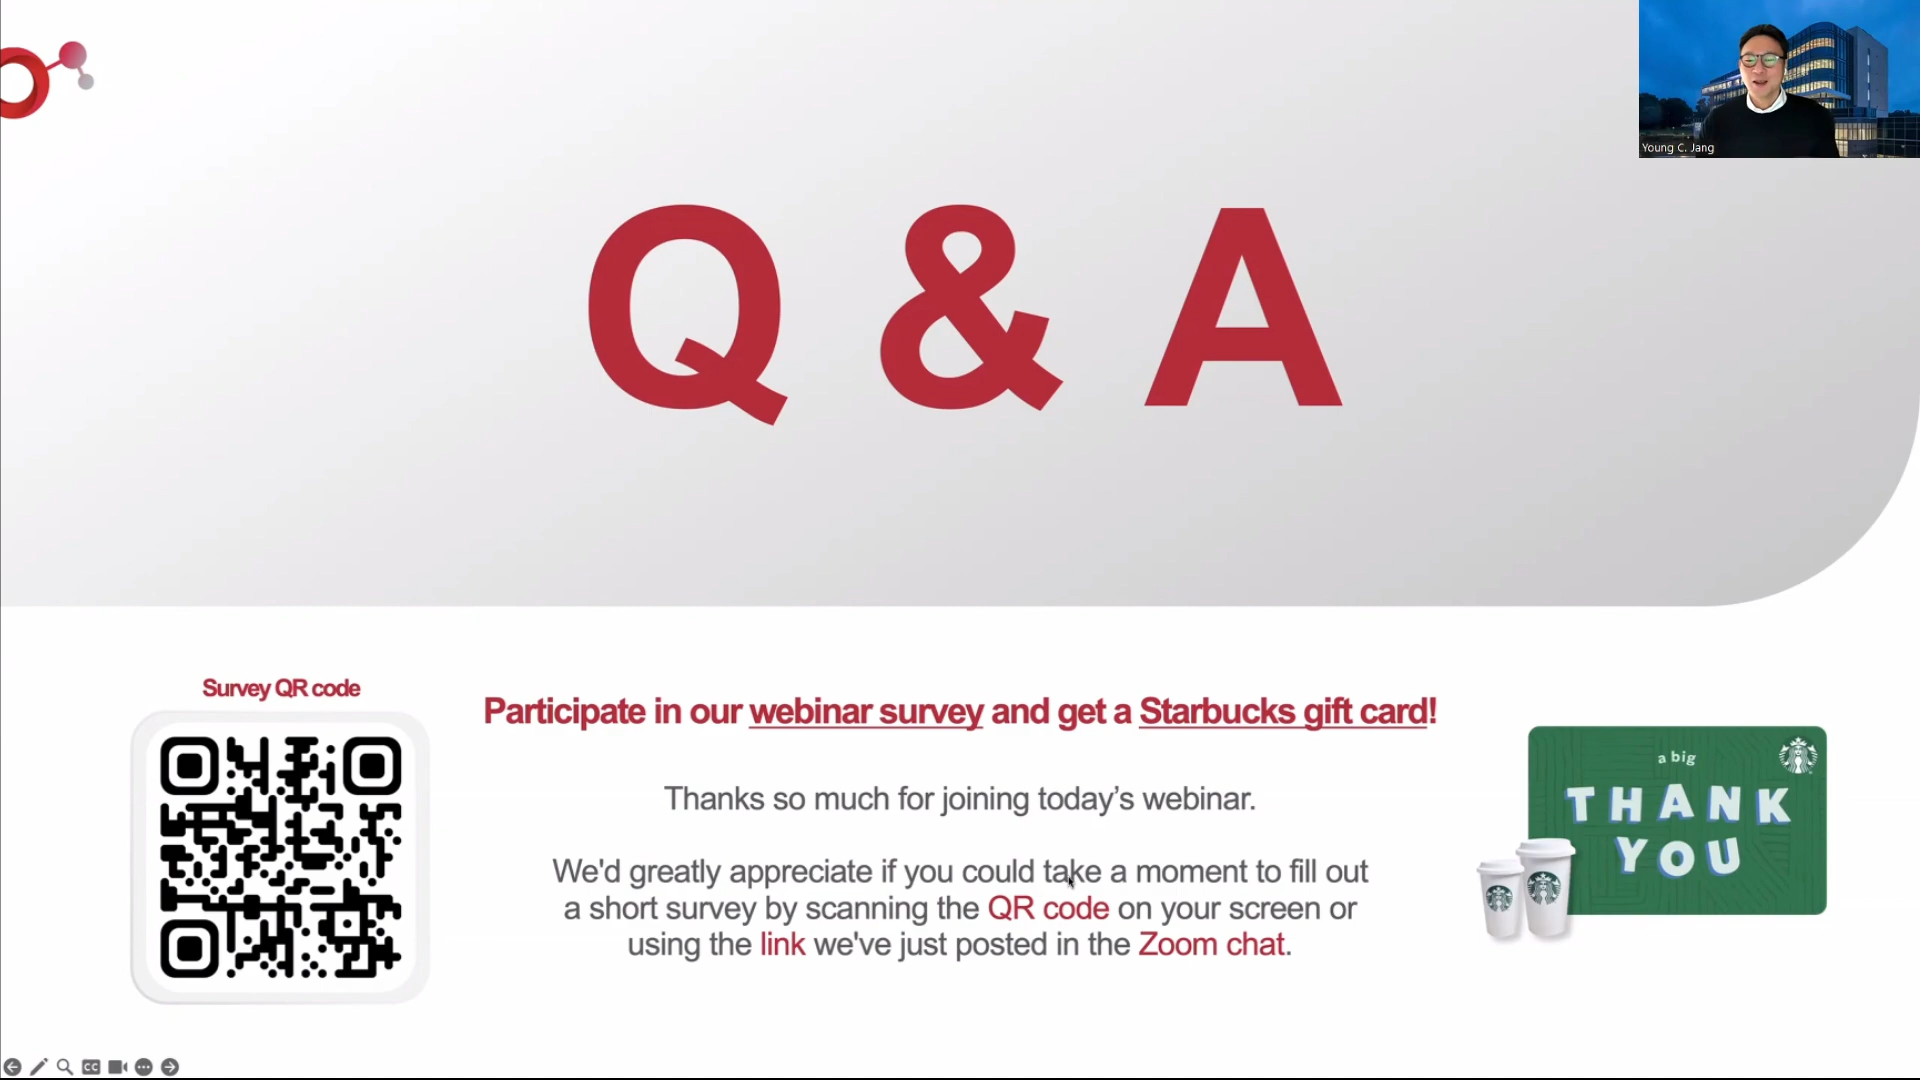 Young C. Jang
Q & A
Survey QR code
Participate in our webinar survey and get a Starbucks gift card!
Thanks so much for joining today’s webinar.
We'd greatly appreciate if you could take a moment to fill out
a short survey by scanning the QR code on your screen or
using the link we've just posted in the Zoom chat.
a big
THANK
YOU
CC